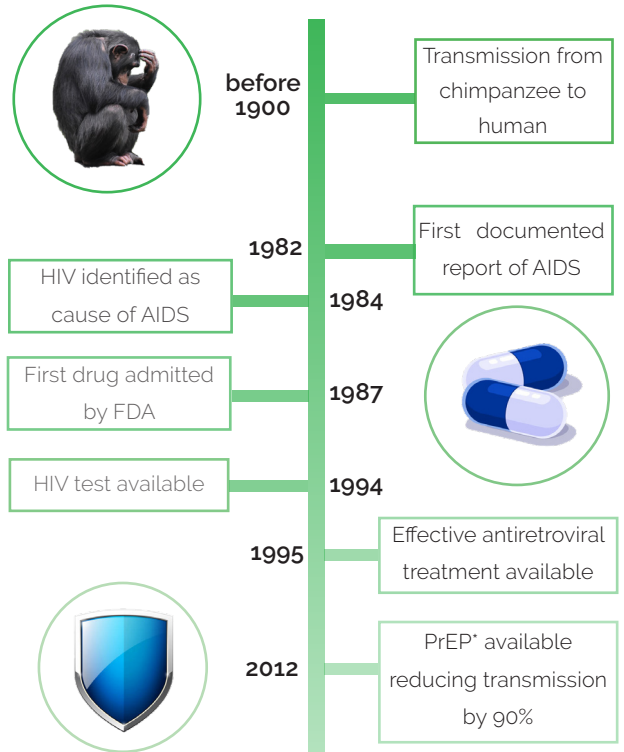 before
1900
Transmission from
chimpanzee to
human
1982
First documented
report of AIDS
HIV identified as
cause of AIDS
1984
First drug admitted
by FDA
1987
HIV test available
1994
1995
Effective antiretroviral
treatment available
2012
PrEP* available
reducing transmission
by 90%